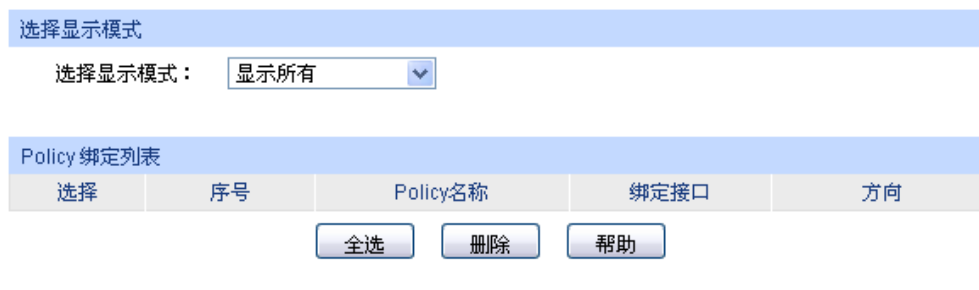 选择显示模式
选择显示模式： 显示所有
Policy 绑定列表
选择 序号 Policy名称 绑定接口 方向
全选 删除 帮助